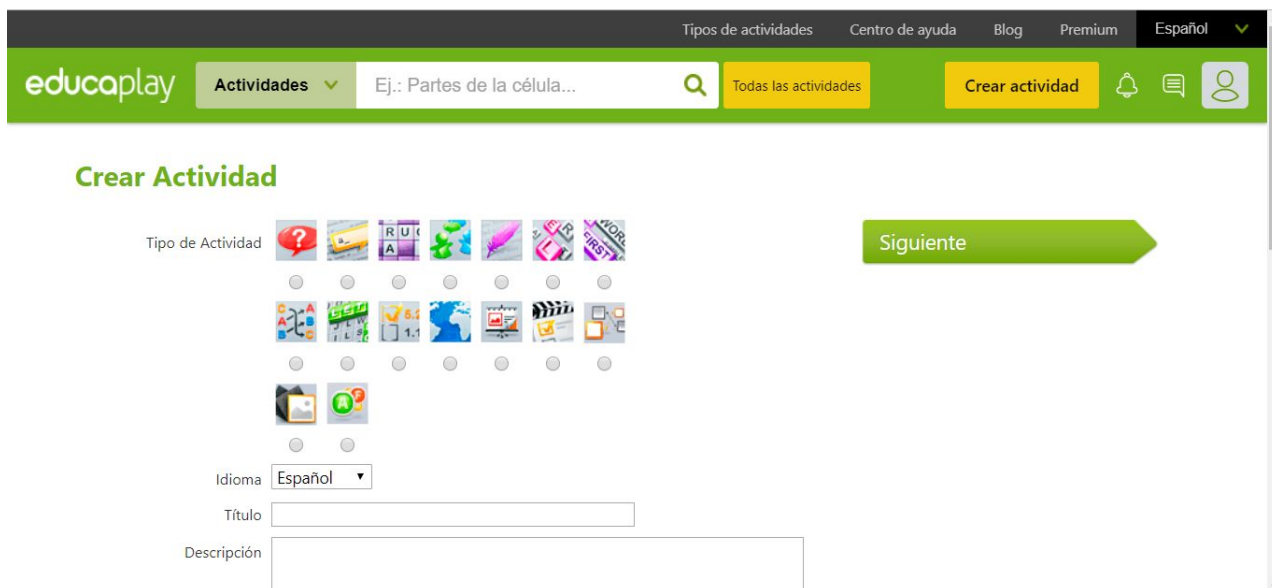 Tipos de actividades Centro de ayuda Blog Premium Español
educaplay Actividades Ej.: Partes de la célula... Todas las actividades Crear actividad
Crear Actividad
Tipo de Actividad
Siguiente
Idioma Español
Título
Descripción